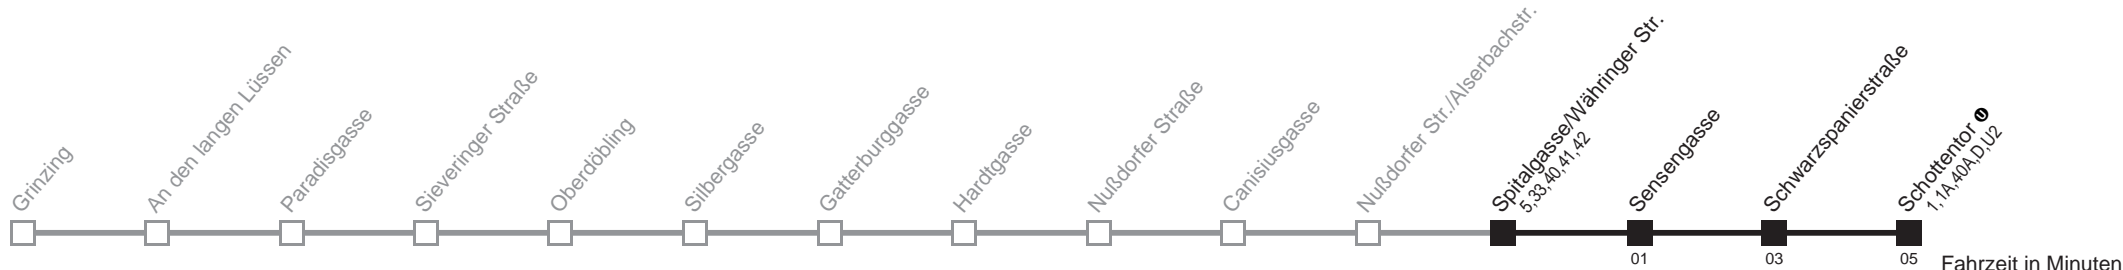 Grinzing
An den langen Lüssen
Paradisgasse
Sieveringer Straße
Oberdöbling
Silbergasse
Gatterburggasse
Hardtgasse
Nußdorfer Straße
Canisiusgasse
Nußdorfer Str./Alserbachstr.
Spitalgasse/Währinger Str.
5,33,40,41,42
Sensengasse
Schwarzspanierstraße
Schottentor U
1,1A,40A,D,U2
01
03
05
Fahrzeit in Minuten